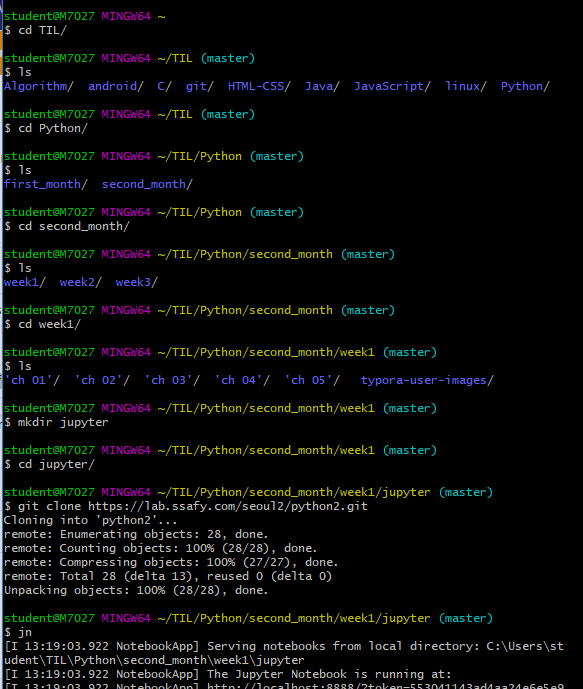 student@M7027 MINGW64 ~
$ cd TIL/
student@M7027 MINGW64 ~/TIL (master)
$ ls
Algorithm/  android/  C/  git/  HTML-CSS/  Java/  JavaScript/  linux/  Python/
student@M7027 MINGW64 ~/TIL (master)
$ cd Python/
student@M7027 MINGW64 ~/TIL/Python (master)
$ ls
first_month/  second_month/
student@M7027 MINGW64 ~/TIL/Python (master)
$ cd second_month/
student@M7027 MINGW64 ~/TIL/Python/second_month (master)
$ ls
week1/  week2/  week3/
student@M7027 MINGW64 ~/TIL/Python/second_month (master)
$ cd week1/
student@M7027 MINGW64 ~/TIL/Python/second_month/week1 (master)
$ ls
'ch 01'/  'ch 02'/  'ch 03'/  'ch 04'/  'ch 05'/   typora-user-images/
student@M7027 MINGW64 ~/TIL/Python/second_month/week1 (master)
$ mkdir jupyter
student@M7027 MINGW64 ~/TIL/Python/second_month/week1 (master)
$ cd jupyter/
student@M7027 MINGW64 ~/TIL/Python/second_month/week1/jupyter (master)
$ git clone https://lab.ssafy.com/seoul2/python2.git
Cloning into 'python2'...
remote: Enumerating objects: 28, done.
remote: Counting objects: 100% (28/28), done.
remote: Compressing objects: 100% (27/27), done.
remote: Total 28 (delta 13), reused 0 (delta 0)
Unpacking objects: 100% (28/28), done.
student@M7027 MINGW64 ~/TIL/Python/second_month/week1/jupyter (master)
$ jn
[I 13:19:03.922 NotebookApp] Serving notebooks from local directory: C:\Users\st
udent\TIL\Python\second_month\week1\jupyter
[I 13:19:03.922 NotebookApp] The Jupyter Notebook is running at:
[I 13:19:03.922 NotebookApp]